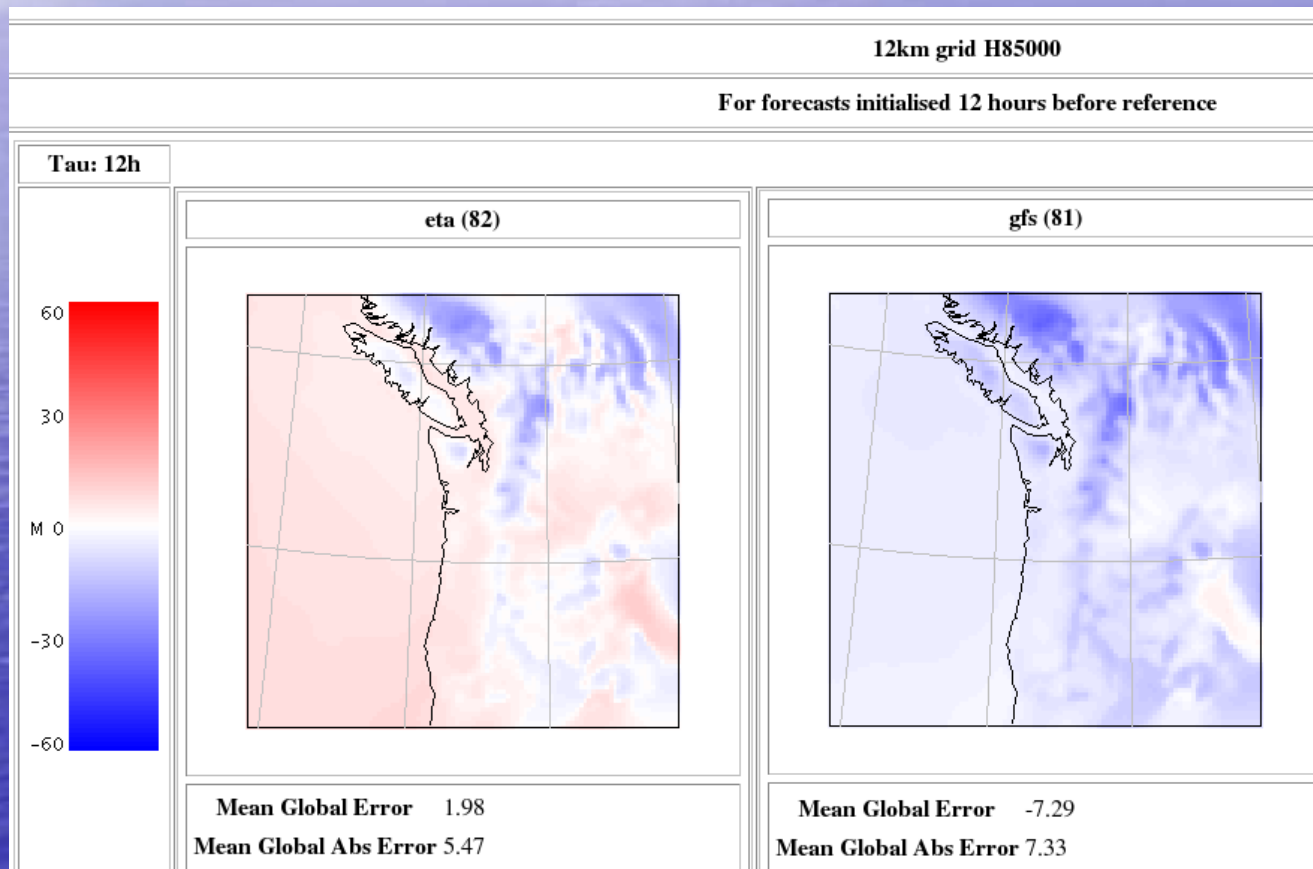 12km grid H85000
For forecasts initialised 12 hours before reference
Tau: 12h
eta (82)
gfs (81)
60
30
M 0
-30
-60
Mean Global Error 1.98
Mean Global Abs Error 5.47
Mean Global Error -7.29
Mean Global Abs Error 7.33